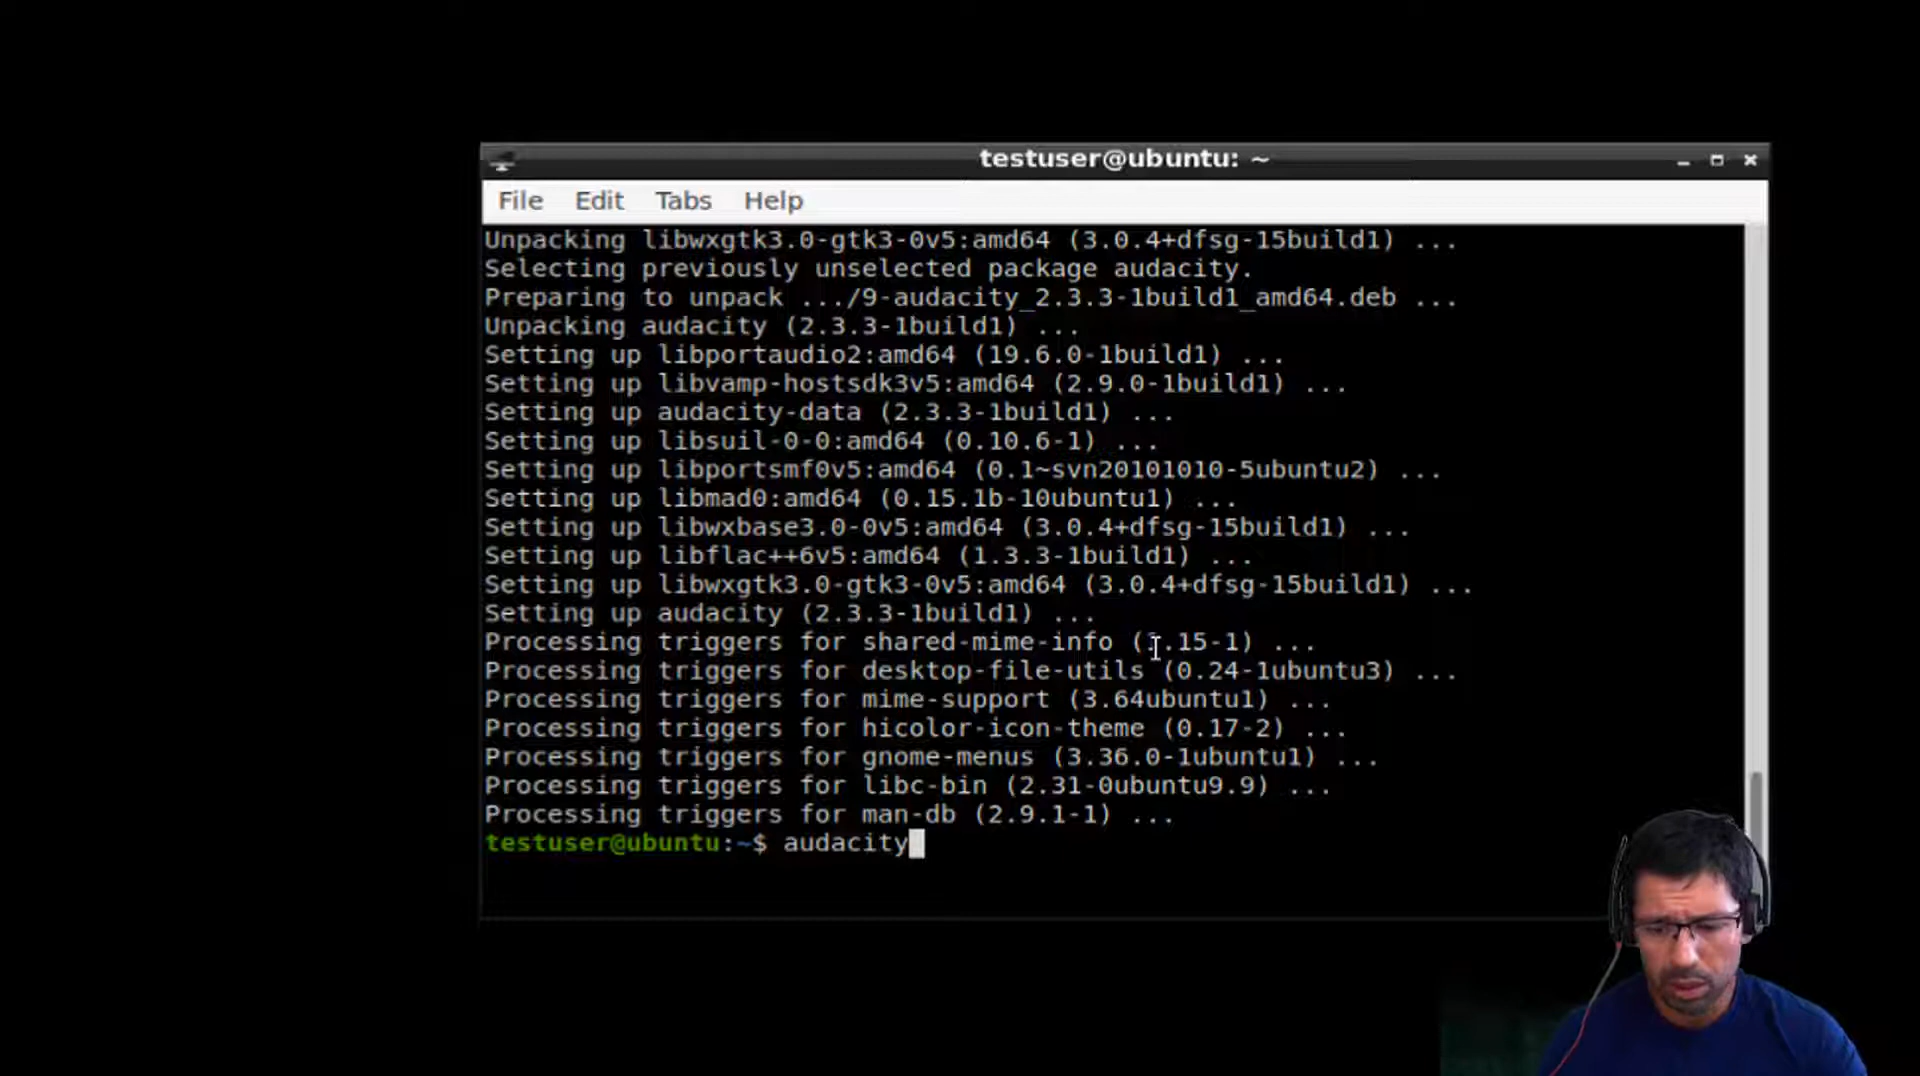 testuser@ubuntu: ~
File Edit Tabs Help
Unpacking libwxgtk3.0-gtk3-0v5:amd64 (3.0.4+dfsg-15build1) ...
Selecting previously unselected package audacity.
Preparing to unpack .../9-audacity_2.3.3-1build1_amd64.deb ...
Unpacking audacity (2.3.3-1build1) ...
Setting up libportaudio2:amd64 (19.6.0-1build1) ...
Setting up libvamp-hostsdk3v5:amd64 (2.9.0-1build1) ...
Setting up audacity-data (2.3.3-1build1) ...
Setting up libsuil-0-0:amd64 (0.10.6-1) ...
Setting up libportsmf0v5:amd64 (0.1~svn20101010-5ubuntu2) ...
Setting up libmad0:amd64 (0.15.1b-10ubuntu1) ...
Setting up libwxbase3.0-0v5:amd64 (3.0.4+dfsg-15build1) ...
Setting up libflac++6v5:amd64 (1.3.3-1build1) ...
Setting up libwxgtk3.0-gtk3-0v5:amd64 (3.0.4+dfsg-15build1) ...
Setting up audacity (2.3.3-1build1) ...
Processing triggers for shared-mime-info (1.15-1) ...
Processing triggers for desktop-file-utils (0.24-1ubuntu3) ...
Processing triggers for mime-support (3.64ubuntu1) ...
Processing triggers for hicolor-icon-theme (0.17-2) ...
Processing triggers for gnome-menus (3.36.0-1ubuntu1) ...
Processing triggers for libc-bin (2.31-0ubuntu9.9) ...
Processing triggers for man-db (2.9.1-1) ...
testuser@ubuntu:~$ audacity